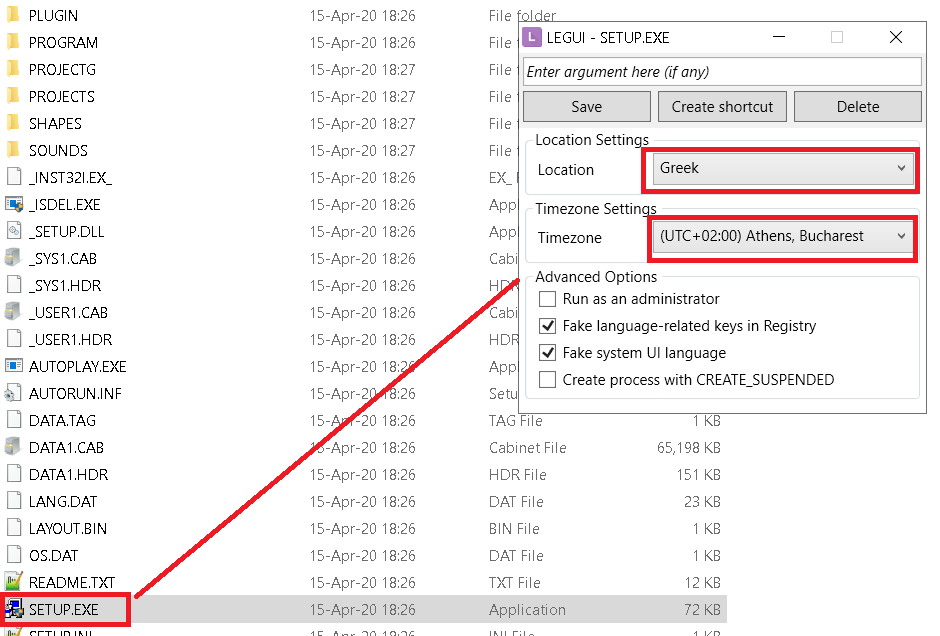 PLUGIN 15-Apr-20 18:26 File folder
PROGRAM 15-Apr-20 18:26 File
PROJECTG 15-Apr-20 18:27 File
PROJECTS 15-Apr-20 18:27 File
SHAPES 15-Apr-20 18:27 File
SOUNDS 15-Apr-20 18:27 File
_INST32I.EX_ 15-Apr-20 18:26 EX_
_ISDEL.EXE 15-Apr-20 18:26
_SETUP.DLL 15-Apr-20 18:26
_SYS1.CAB 15-Apr-20 18:26
_SYS1.HDR 15-Apr-20 18:26 HDR
_USER1.CAB 15-Apr-20 18:26
_USER1.HDR 15-Apr-20 18:26 HDR
AUTOPLAY.EXE 15-Apr-20 18:26
AUTORUN.INF 15-Apr-20 18:26
DATA.TAG 15-Apr-20 18:26 TAG File 1 KB
DATA1.CAB 15-Apr-20 18:26 Cabinet File 65,198 KB
DATA1.HDR 15-Apr-20 18:26 HDR File 151 KB
LANG.DAT 15-Apr-20 18:26 DAT File 23 KB
LAYOUT.BIN 15-Apr-20 18:26 BIN File 1 KB
OS.DAT 15-Apr-20 18:26 DAT File 1 KB
README.TXT 15-Apr-20 18:26 TXT File 12 KB
SETUP.EXE 15-Apr-20 18:26 Application 72 KB
SETUP.INI 15-Apr-20 18:26 INI File 1 KB
L LEGUI - SETUP.EXE
Enter argument here (if any)
Save Create shortcut Delete
Location Settings
Location Greek
Timezone Settings
Timezone (UTC+02:00) Athens, Bucharest
Advanced Options
Run as an administrator
Fake language-related keys in Registry
Fake system UI language
Create process with CREATE_SUSPENDED